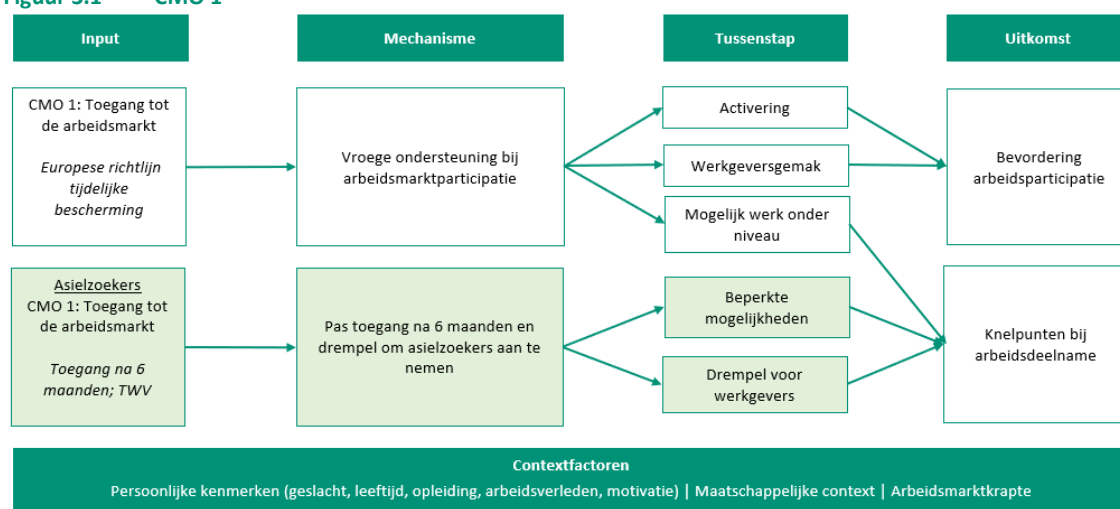 Figuur 3.1 CMO 1
Input
Mechanisme
Tussenstap
Uitkomst
CMO 1: Toegang tot
de arbeidsmarkt
Europese richtlijn
tijdelijke
bescherming
Vroege ondersteuning bij
arbeidsmarktparticipatie
Activering
Werkgeversgemak
Mogelijk werk onder
niveau
Bevordering
arbeidsparticipatie
Asielzoekers
CMO 1: Toegang tot
de arbeidsmarkt
Toegang na 6
maanden; TWV
Pas toegang na 6 maanden en
drempel om asielzoekers aan te
nemen
Beperkte
mogelijkheden
Drempel voor
werkgevers
Knelpunten bij
arbeidsdeelname
Contextfactoren
Persoonlijke kenmerken (geslacht, leeftijd, opleiding, arbeidsverleden, motivatie) | Maatschappelijke context | Arbeidsmarktkrapte